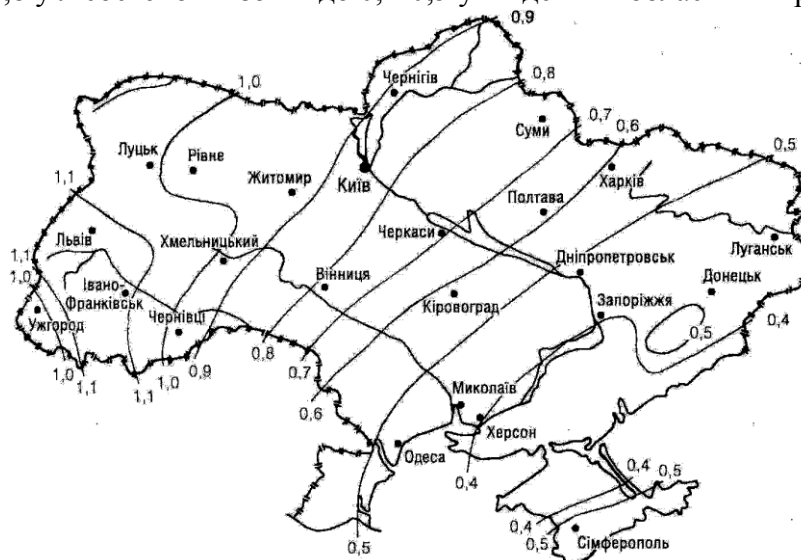 0,9
Чернігів
0,8
1,0
Суми
0,7
0,6
0,5
Луцьк
Рівне
Київ
Харків
Житомир
1,1
Полтава
Львів
Хмельницький
Черкаси
Луганськ
1,1
1,0
Івано-
Франківськ
Вінниця
Дніпропетровськ
Донецьк
Ужгород
Чернівці
Кіровоград
Запоріжжя
0,5
0,4
1,0
1,1
1,1
1,0
0,9
0,8
0,7
0,6
Миколаїв
Херсон
Одеса
0,4
0,4
0,5
0,4
0,5
0,5
Сімферополь